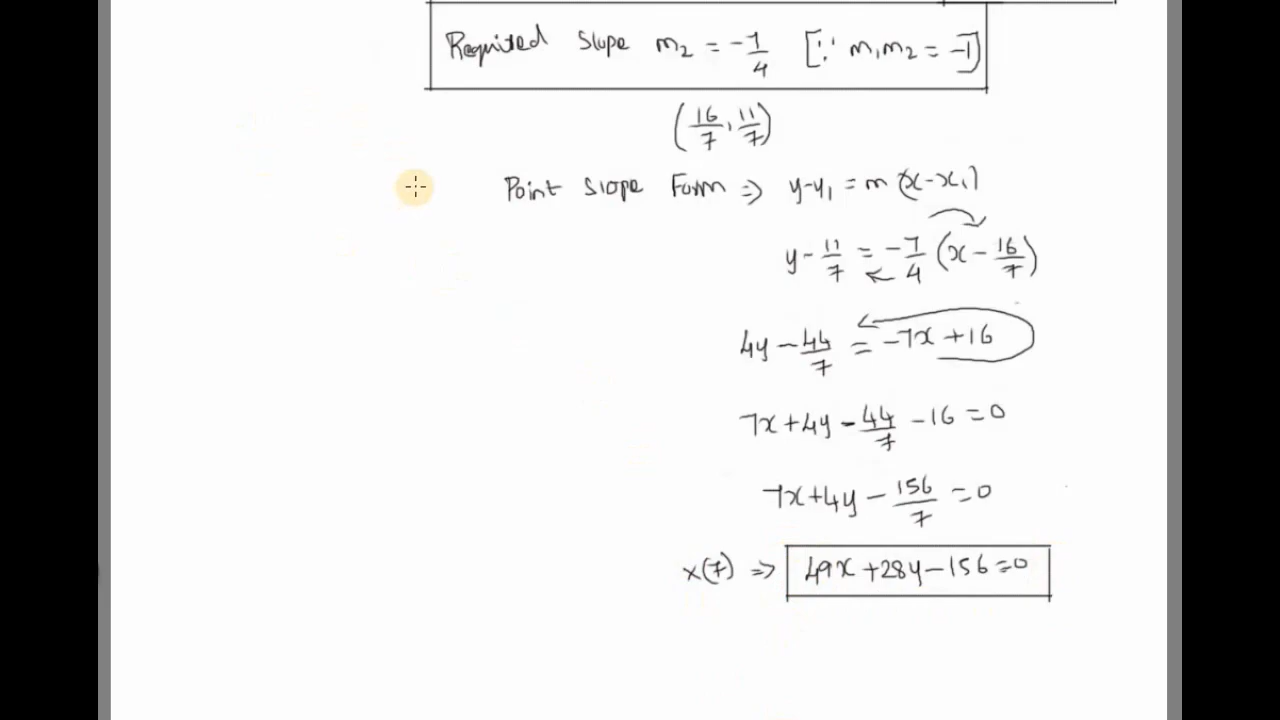 Required Slope m₂ = -7/4 [∵ m₁m₂ = -1]
(16/7, 11/7)
Point Slope Form ⇒ y-y₁ = m (x-x₁)
y - 11/7 = -7/4 (x - 16/7)
4y - 44/7 = -7x + 16
7x + 4y - 44/7 - 16 = 0
7x + 4y - 156/7 = 0
x(7) ⇒ 49x + 28y - 156 = 0